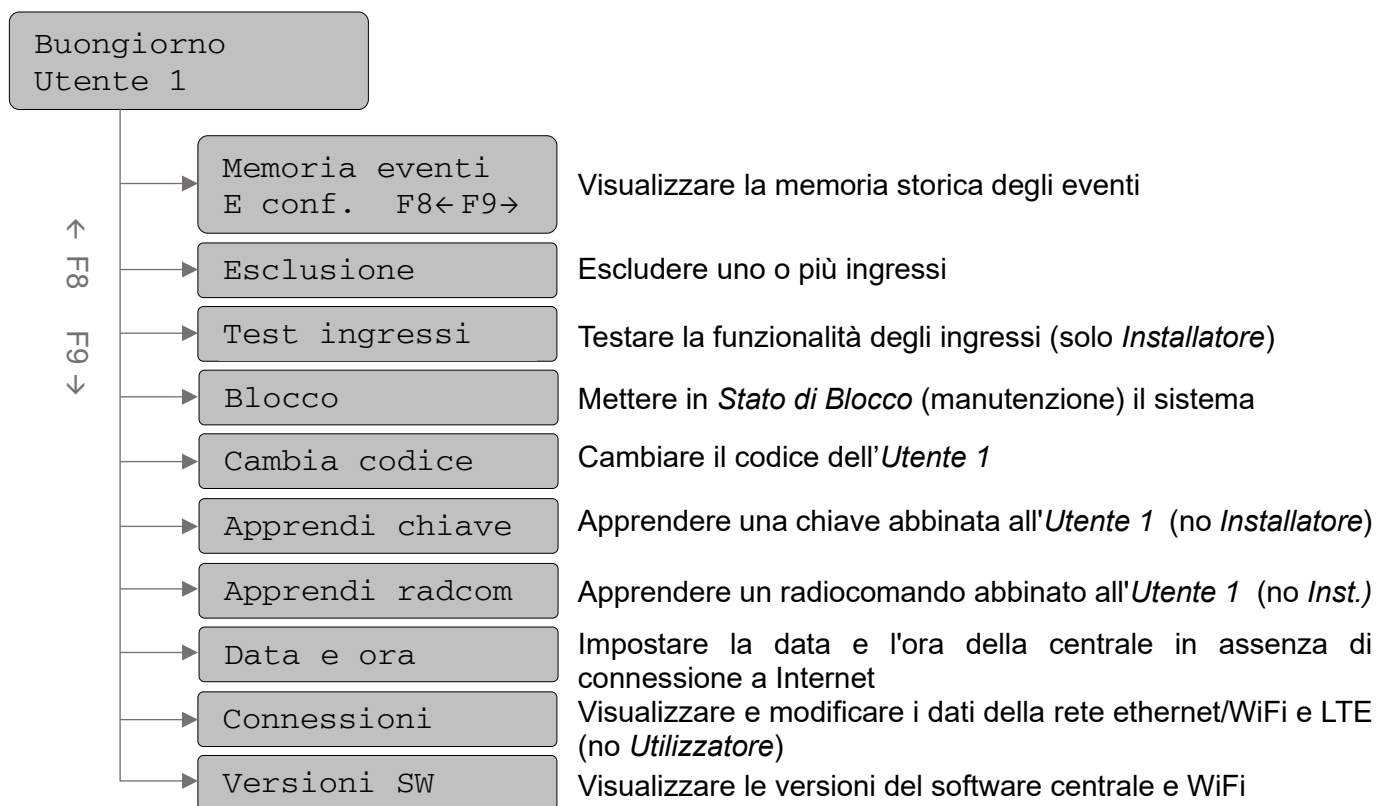 Buongiorno
Utente 1
Memoria eventi
E conf. F8← F9→
Visualizzare la memoria storica degli eventi
← F8 F9 →
Esclusione
Escludere uno o più ingressi
Test ingressi
Testare la funzionalità degli ingressi (solo Installatore)
Blocco
Mettere in Stato di Blocco (manutenzione) il sistema
Cambia codice
Cambiare il codice dell’Utente 1
Apprendi chiave
Apprendere una chiave abbinata all'Utente 1 (no Installatore)
Apprendi radcom
Apprendere un radiocomando abbinato all'Utente 1 (no Inst.)
Data e ora
Impostare la data e l'ora della centrale in assenza di
connessione a Internet
Connessioni
Visualizzare e modificare i dati della rete ethernet/WiFi e LTE
(no Utilizzatore)
Versioni SW
Visualizzare le versioni del software centrale e WiFi